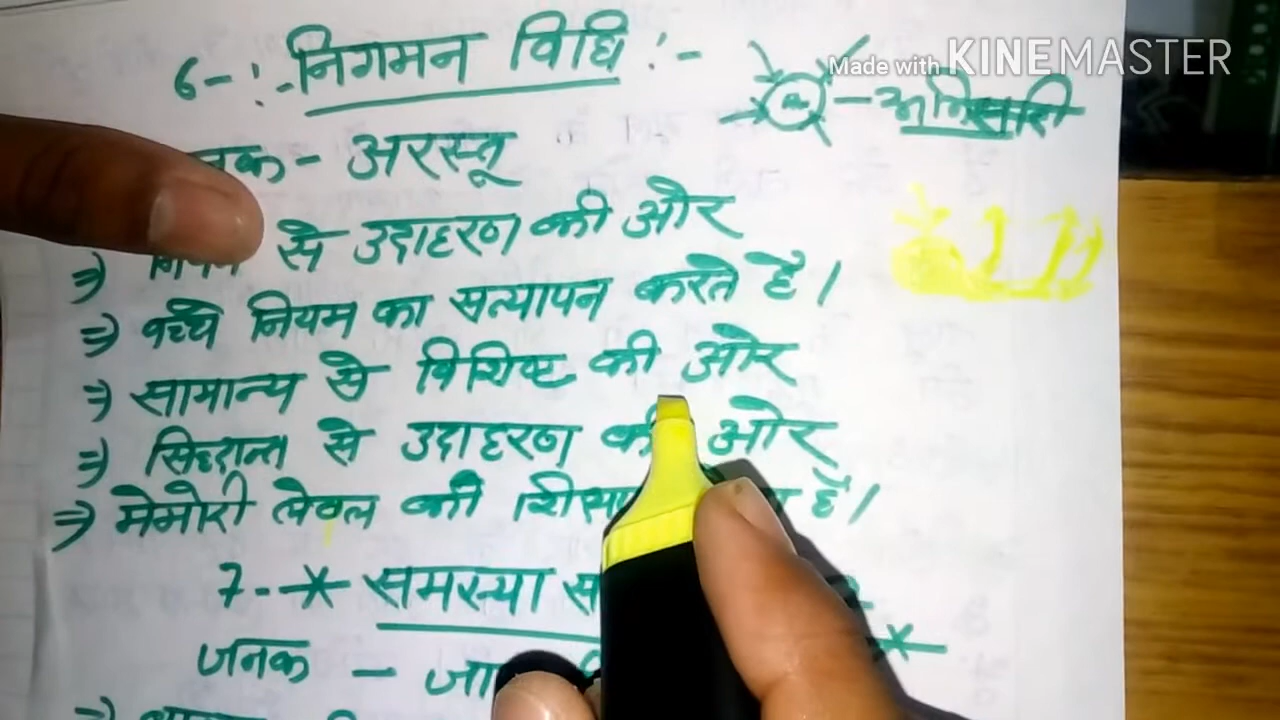 6-:-निगमन विधि:-
Made with KINEMASTER
अभिसारी
- अरस्तू
से उदाहरण की ओर
⇒ बच्चे नियम का सत्यापन करते है।
⇒ सामान्य से विशिष्ट की ओर
⇒ सिद्धान्त से उदाहरण की ओर
⇒ मेमोरी लेवल की है।
7-* समस्या
जनक -